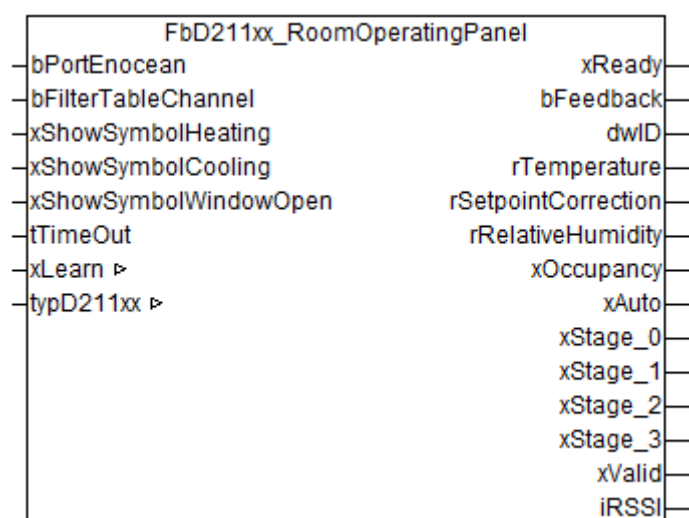 FbD211xx_RoomOperatingPanel
bPortEnocean xReady
bFilterTableChannel bFeedback
xShowSymbolHeating dwID
xShowSymbolCooling rTemperature
xShowSymbolWindowOpen rSetpointCorrection
tTimeOut rRelativeHumidity
xLearn ▹ xOccupancy
typD211xx ▹ xAuto
xStage_0
xStage_1
xStage_2
xStage_3
xValid
iRSSI